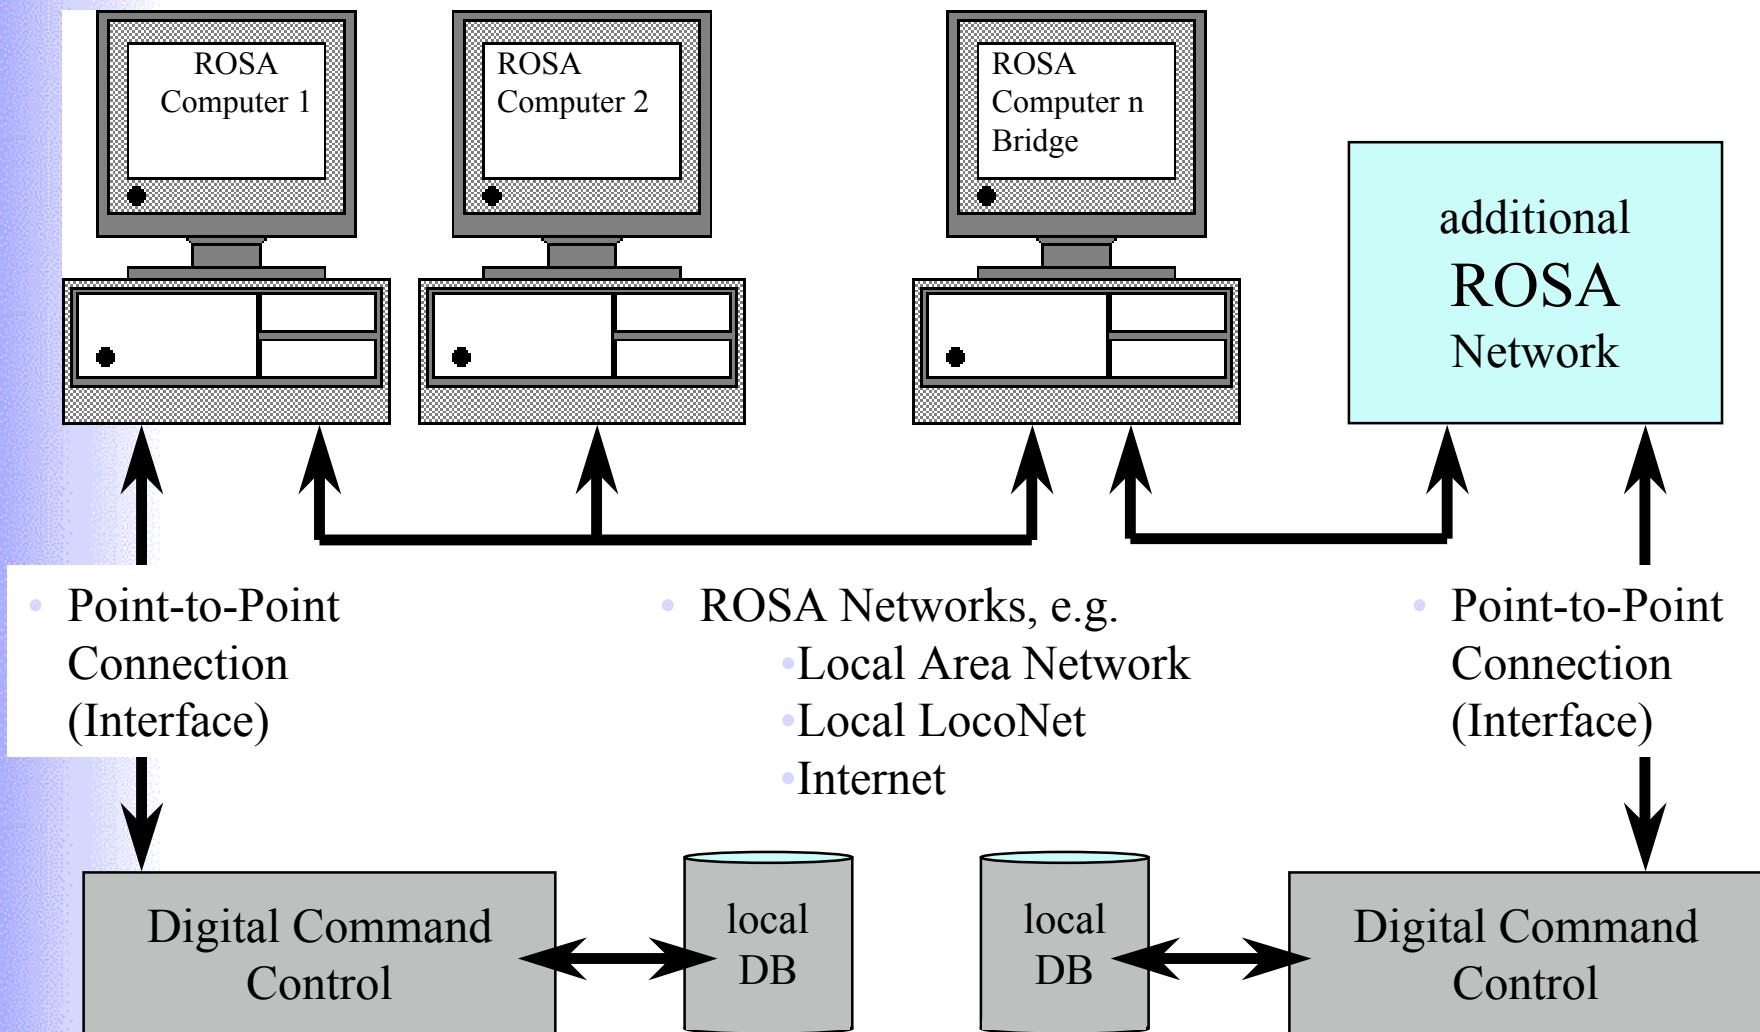 ROSA
Computer 1
ROSA
Computer 2
ROSA
Computer n
Bridge
additional
ROSA
Network
• Point-to-Point
Connection
(Interface)
• ROSA Networks, e.g.
•Local Area Network
•Local LocoNet
•Internet
• Point-to-Point
Connection
(Interface)
Digital Command
Control
local
DB
local
DB
Digital Command
Control